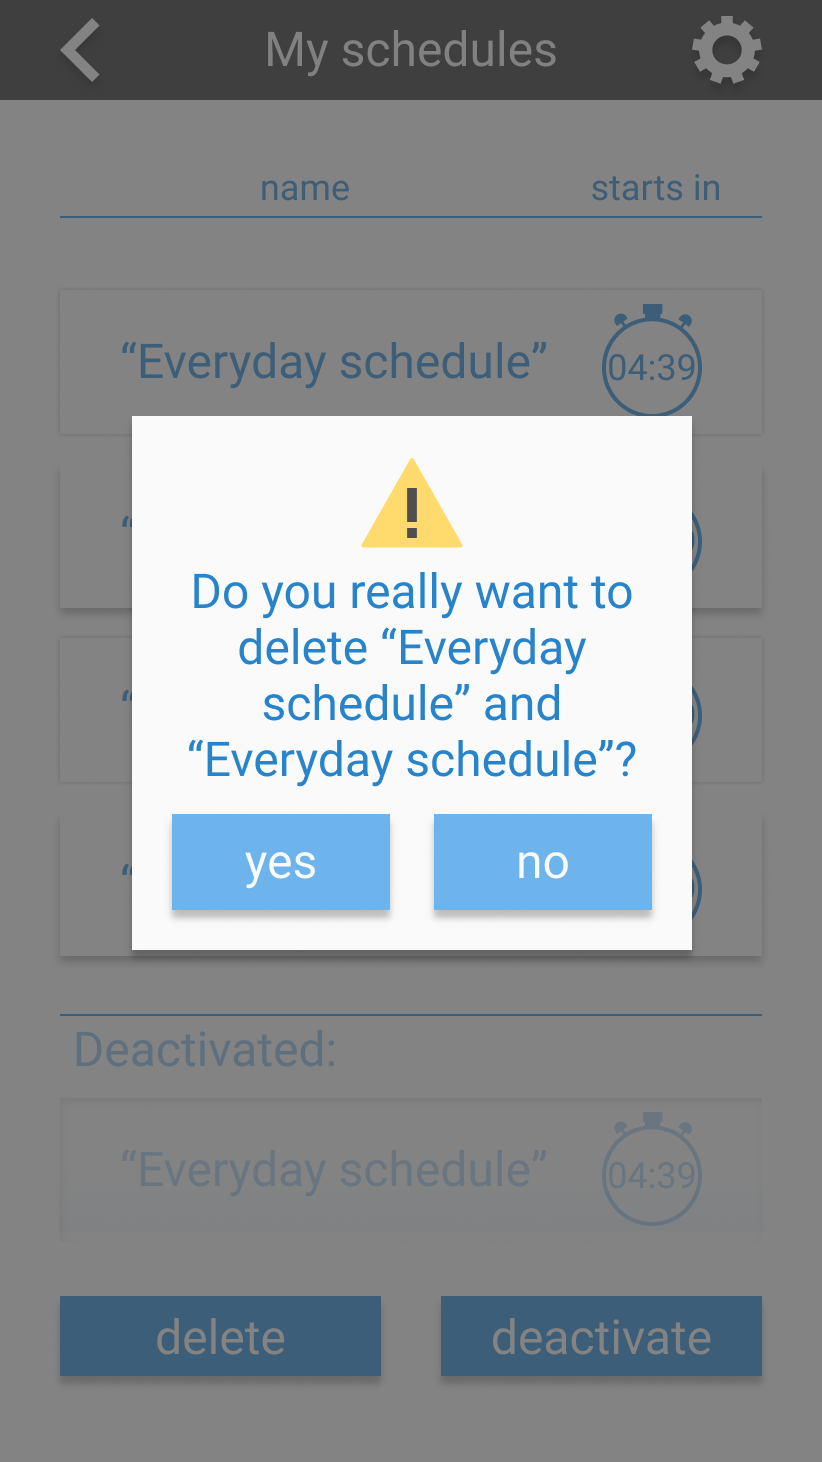 My schedules
name starts in
“Everyday schedule” 04:39
Do you really want to
delete “Everyday
schedule” and
“Everyday schedule”?
yes no
Deactivated:
“Everyday schedule” 04:39
delete deactivate